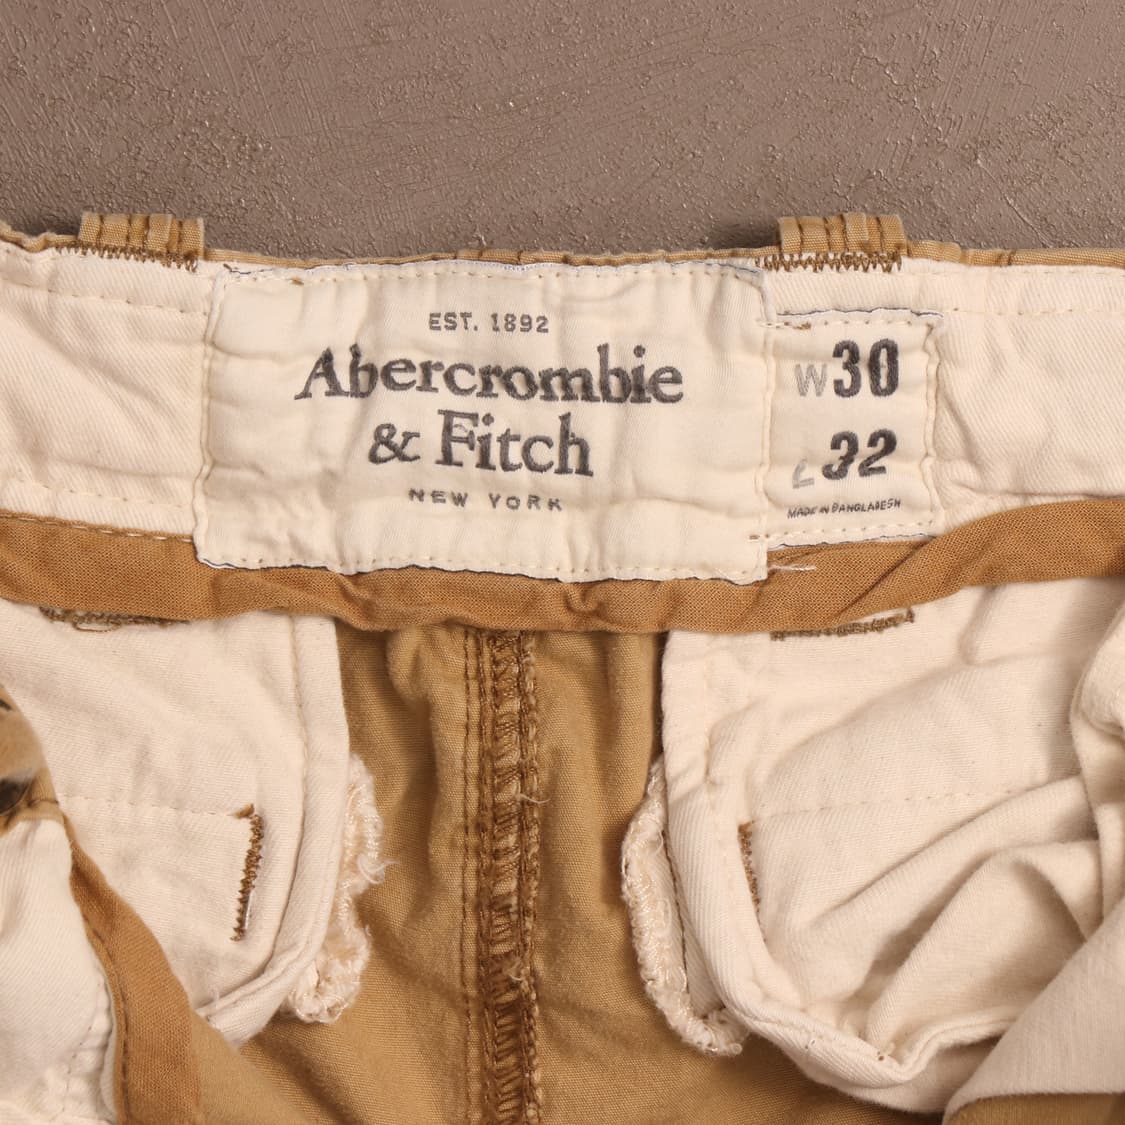 EST. 1892
Abercrombie
& Fitch
NEW YORK
W30
L32
MADE IN BANGLADESH